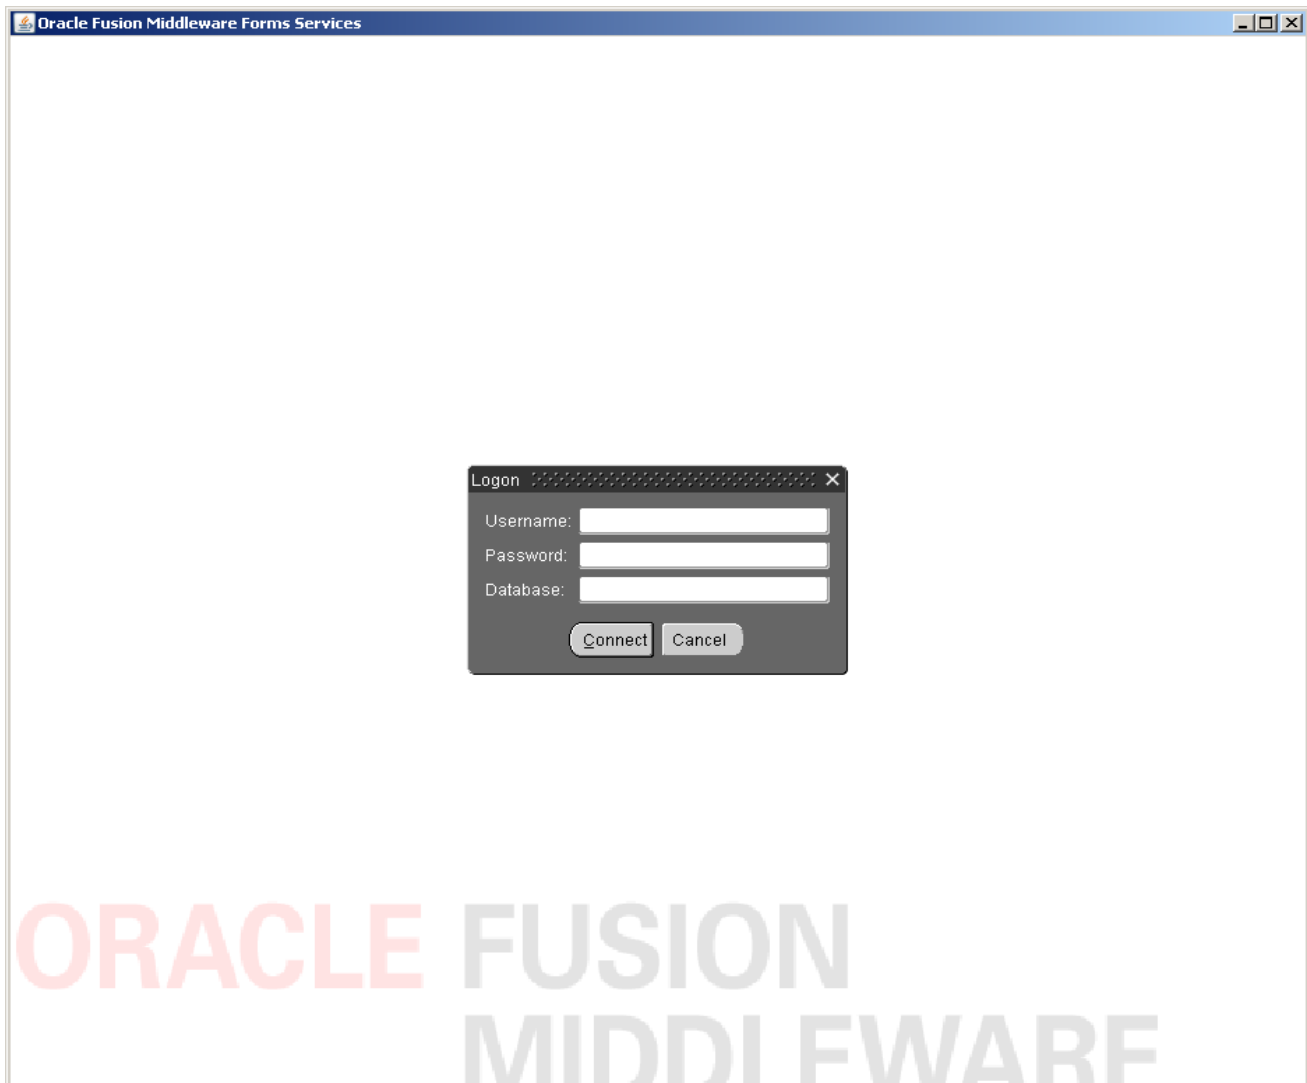 Oracle Fusion Middleware Forms Services
Logon
Username:
Password:
Database:
Connect Cancel
ORACLE FUSION
MIDDLEWARE